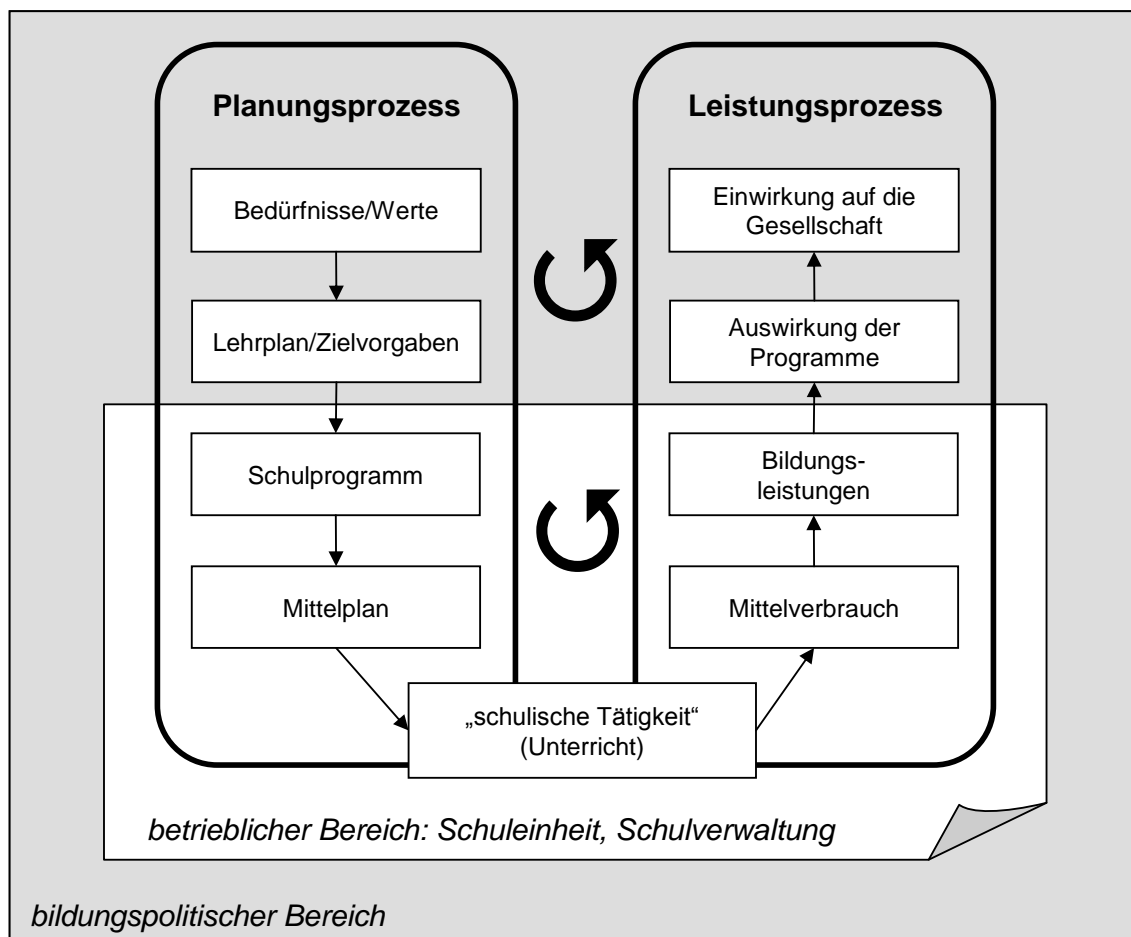 Planungsprozess
Bedürfnisse/Werte
Lehrplan/Zielvorgaben
Schulprogramm
Mittelplan
Leistungsprozess
Einwirkung auf die
Gesellschaft
Auswirkung der
Programme
Bildungs-
leistungen
Mittelverbrauch
„schulische Tätigkeit“
(Unterricht)
betrieblicher Bereich: Schuleinheit, Schulverwaltung
bildungspolitischer Bereich